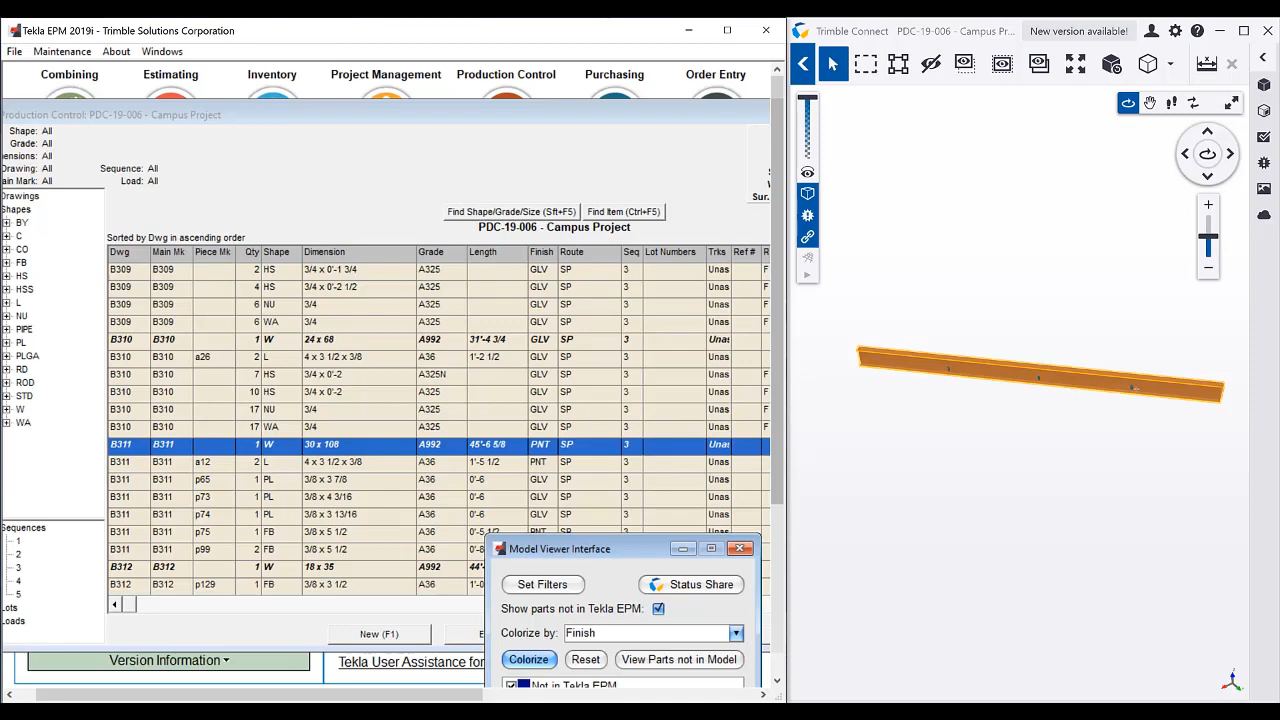 Tekla EPM 2019i - Trimble Solutions Corporation
File Maintenance About Windows
Combining Estimating Inventory Project Management Production Control Purchasing Order Entry
Production Control: PDC-19-006 - Campus Project
Shape: All
Grade: All
ensions: All
Drawing: All Sequence: All
ain Mark: All Load: All
Sur.
Drawings
Shapes
BY
C
CO
FB
HS
HSS
L
NU
PIPE
PL
PLGA
RD
ROD
STD
W
WA
Sequences
1
2
3
4
5
Lots
Loads
Find Shape/Grade/Size (Sft+F5) Find Item (Ctrl+F5)
PDC-19-006 - Campus Project
Sorted by Dwg in ascending order
Dwg Main Mk Piece Mk Qty Shape Dimension Grade Length Finish Route Seq Lot Numbers Trks Ref # R
B309 B309 2 HS 3/4 x 0'-1 3/4 A325 GLV SP 3 Unas F
B309 B309 4 HS 3/4 x 0'-2 1/2 A325 GLV SP 3 Unas F
B309 B309 6 NU 3/4 A325 GLV SP 3 Unas F
B309 B309 6 WA 3/4 A325 GLV SP 3 Unas F
B310 B310 1 W 24 x 68 A992 31'-4 3/4 GLV SP 3 Unas
B310 B310 a26 2 L 4 x 3 1/2 x 3/8 A36 1'-2 1/2 GLV SP 3 Unas
B310 B310 7 HS 3/4 x 0'-2 A325N GLV SP 3 Unas F
B310 B310 10 HS 3/4 x 0'-2 A325 GLV SP 3 Unas F
B310 B310 17 NU 3/4 A325 GLV SP 3 Unas F
B310 B310 17 WA 3/4 A325 GLV SP 3 Unas F
B311 B311 1 W 30 x 108 A992 45'-6 5/8 PNT SP 3 Unas
B311 B311 a12 2 L 4 x 3 1/2 x 3/8 A36 1'-5 1/2 PNT SP 3 Unas
B311 B311 p65 1 PL 3/8 x 3 7/8 A36 0'-6 GLV SP 3 Unas
B311 B311 p73 1 PL 3/8 x 4 3/16 A36 0'-6 GLV SP 3 Unas
B311 B311 p74 1 PL 3/8 x 3 13/16 A36 0'-6 GLV SP 3 Unas
B311 B311 p75 1 FB 3/8 x 5 1/2 A36 0'-5 1/2 GLV SP 3 Unas
B311 B311 p99 2 FB 3/8 x 5 1/2 A36 0'-8
B312 B312 1 W 18 x 35 A992 44'-
B312 B312 p129 1 FB 3/8 x 3 1/2 A36 1'-0
New (F1)
Version Information
Tekla User Assistance for
Model Viewer Interface
Set Filters Status Share
Show parts not in Tekla EPM:
Colorize by: Finish
Colorize Reset View Parts not in Model
Not in Tekla EPM
Trimble Connect PDC-19-006 - Campus Pr... New version available!